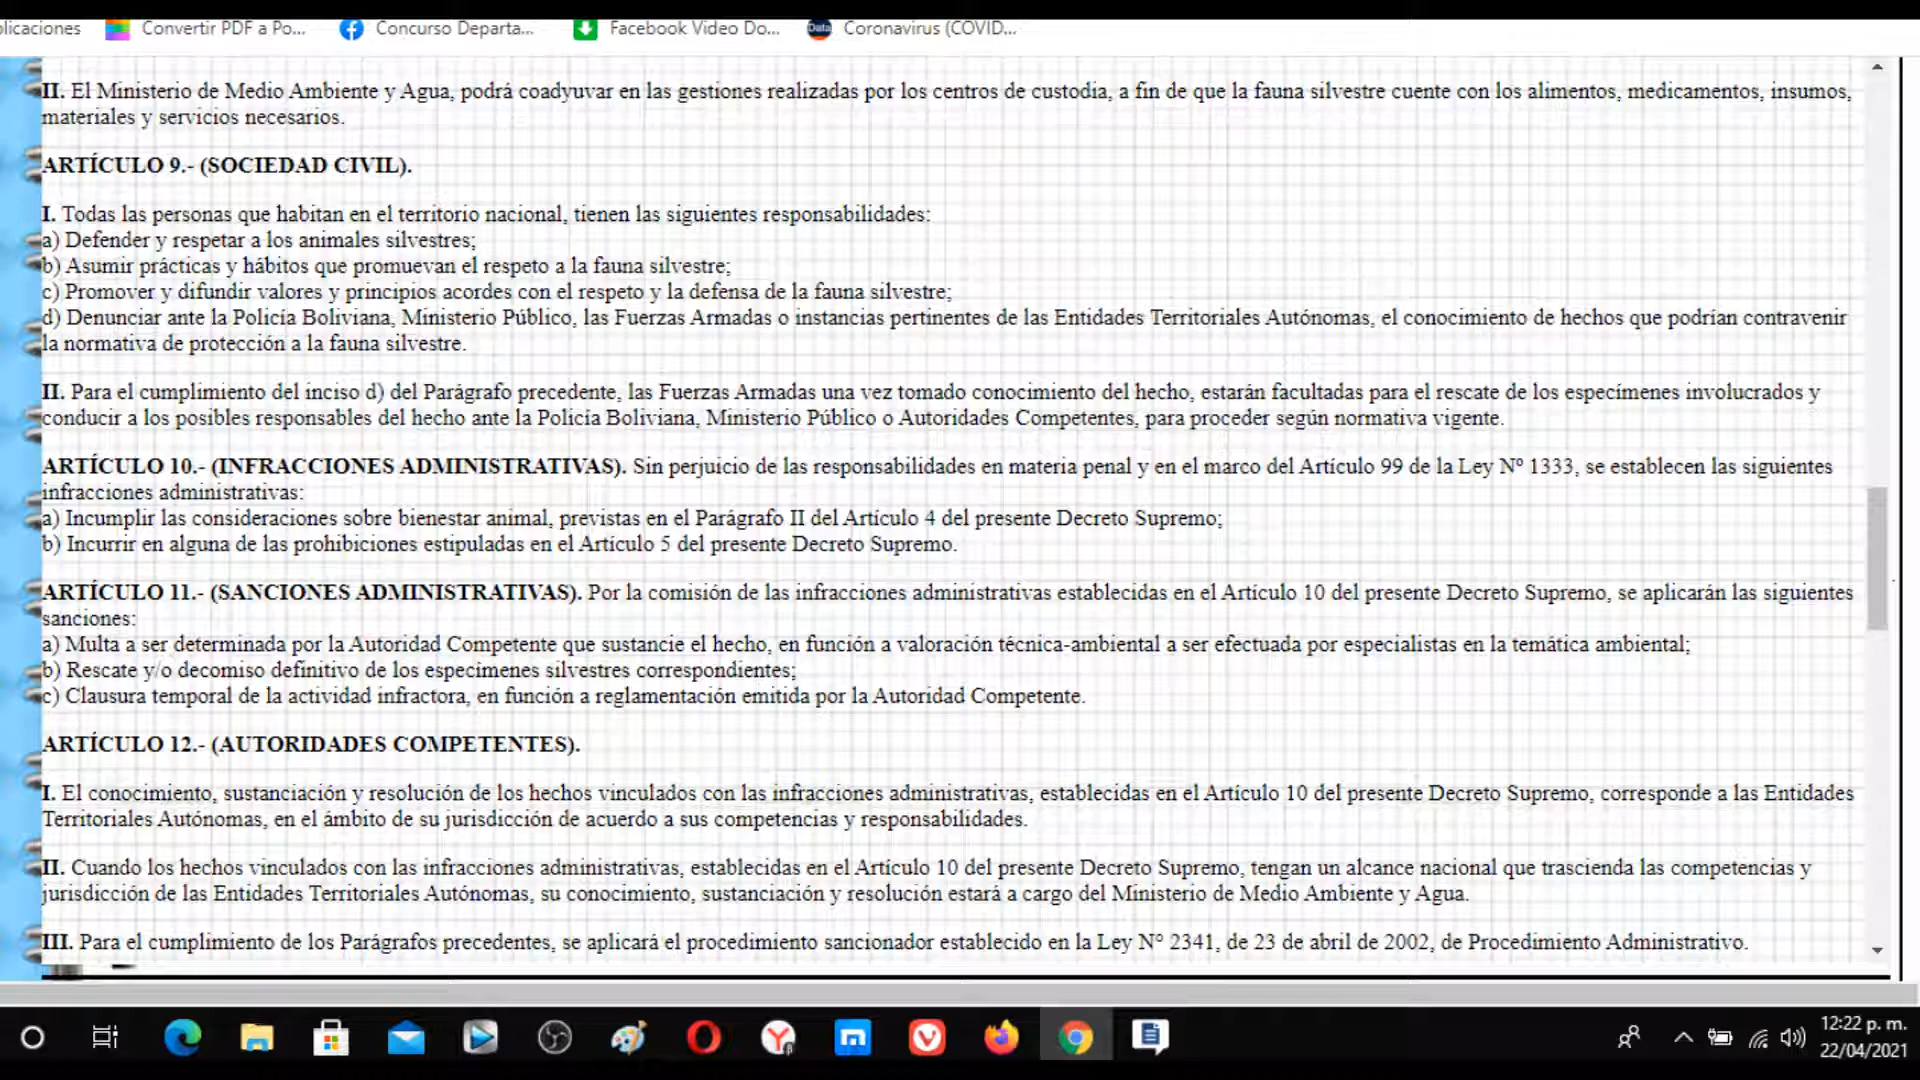 licaciones Convertir PDF a Po... Concurso Departa... Facebook Video Do... Data Coronavirus (COVID...
II. El Ministerio de Medio Ambiente y Agua, podrá coadyuvar en las gestiones realizadas por los centros de custodia, a fin de que la fauna silvestre cuente con los alimentos, medicamentos, insumos,
materiales y servicios necesarios.
ARTÍCULO 9.- (SOCIEDAD CIVIL).
I. Todas las personas que habitan en el territorio nacional, tienen las siguientes responsabilidades:
a) Defender y respetar a los animales silvestres;
b) Asumir prácticas y hábitos que promuevan el respeto a la fauna silvestre;
c) Promover y difundir valores y principios acordes con el respeto y la defensa de la fauna silvestre;
d) Denunciar ante la Policía Boliviana, Ministerio Público, las Fuerzas Armadas o instancias pertinentes de las Entidades Territoriales Autónomas, el conocimiento de hechos que podrían contravenir
la normativa de protección a la fauna silvestre.
II. Para el cumplimiento del inciso d) del Parágrafo precedente, las Fuerzas Armadas una vez tomado conocimiento del hecho, estarán facultadas para el rescate de los especímenes involucrados y
conducir a los posibles responsables del hecho ante la Policía Boliviana, Ministerio Público o Autoridades Competentes, para proceder según normativa vigente.
ARTÍCULO 10.- (INFRACCIONES ADMINISTRATIVAS). Sin perjuicio de las responsabilidades en materia penal y en el marco del Artículo 99 de la Ley Nº 1333, se establecen las siguientes
infracciones administrativas:
a) Incumplir las consideraciones sobre bienestar animal, previstas en el Parágrafo II del Artículo 4 del presente Decreto Supremo;
b) Incurrir en alguna de las prohibiciones estipuladas en el Artículo 5 del presente Decreto Supremo.
ARTÍCULO 11.- (SANCIONES ADMINISTRATIVAS). Por la comisión de las infracciones administrativas establecidas en el Artículo 10 del presente Decreto Supremo, se aplicarán las siguientes
sanciones:
a) Multa a ser determinada por la Autoridad Competente que sustancie el hecho, en función a valoración técnica-ambiental a ser efectuada por especialistas en la temática ambiental;
b) Rescate y/o decomiso definitivo de los especímenes silvestres correspondientes;
c) Clausura temporal de la actividad infractora, en función a reglamentación emitida por la Autoridad Competente.
ARTÍCULO 12.- (AUTORIDADES COMPETENTES).
I. El conocimiento, sustanciación y resolución de los hechos vinculados con las infracciones administrativas, establecidas en el Artículo 10 del presente Decreto Supremo, corresponde a las Entidades
Territoriales Autónomas, en el ámbito de su jurisdicción de acuerdo a sus competencias y responsabilidades.
II. Cuando los hechos vinculados con las infracciones administrativas, establecidas en el Artículo 10 del presente Decreto Supremo, tengan un alcance nacional que trascienda las competencias y
jurisdicción de las Entidades Territoriales Autónomas, su conocimiento, sustanciación y resolución estará a cargo del Ministerio de Medio Ambiente y Agua.
III. Para el cumplimiento de los Parágrafos precedentes, se aplicará el procedimiento sancionador establecido en la Ley Nº 2341, de 23 de abril de 2002, de Procedimiento Administrativo.
12:22 p. m.
22/04/2021